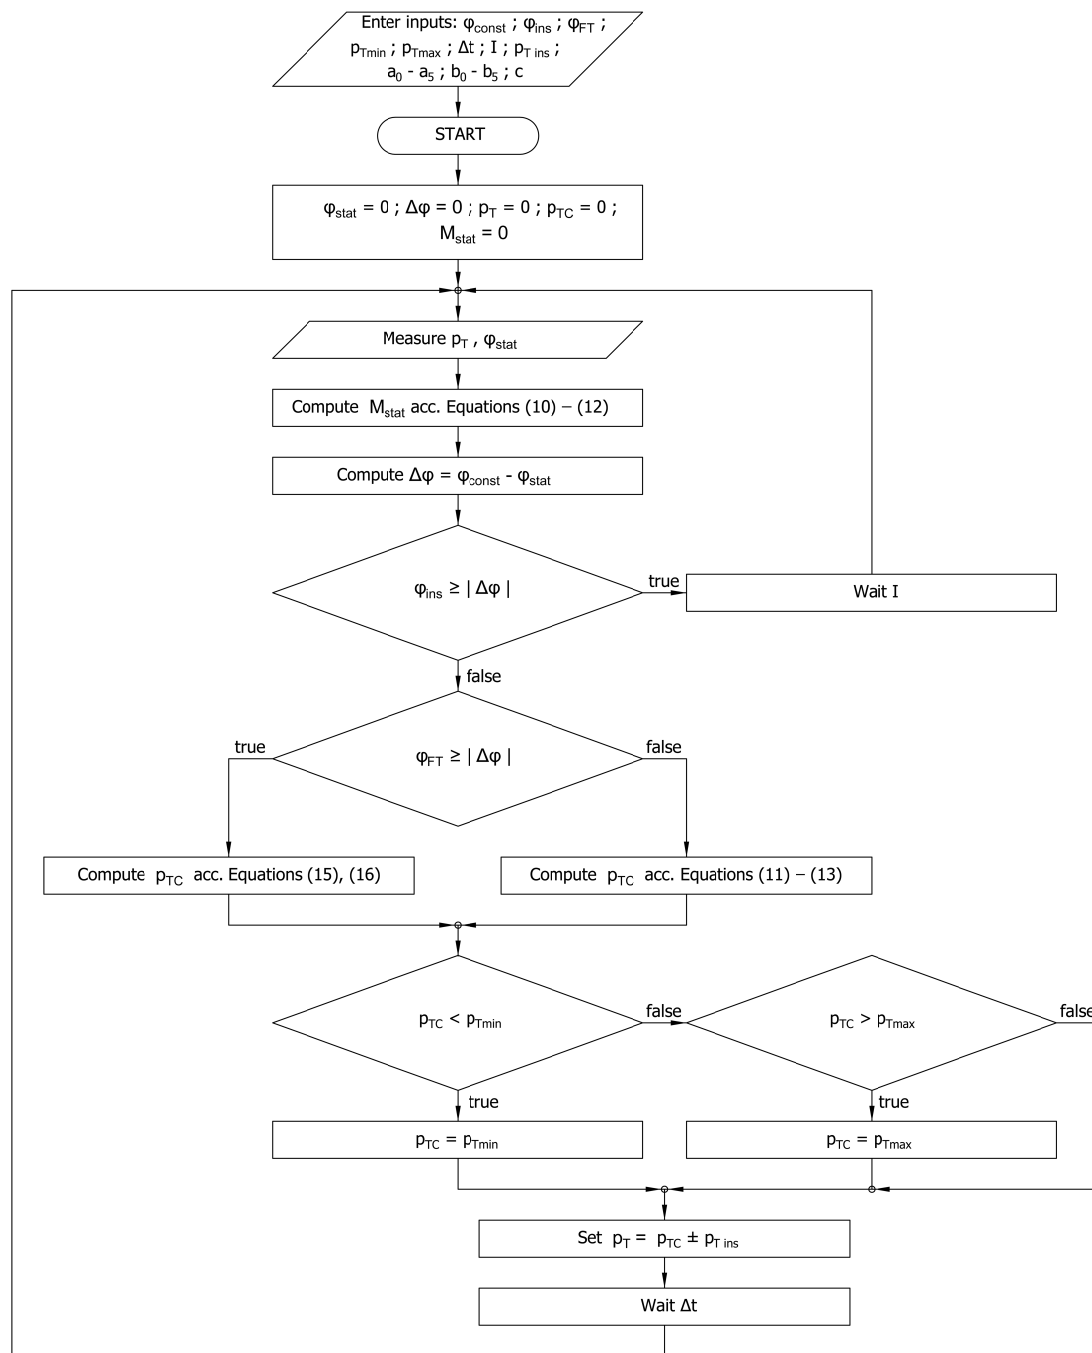 Enter inputs: φconst ; φins ; φFT ;
pTmin ; pTmax ; Δt ; I ; pT ins ;
a0 - a5 ; b0 - b5 ; c
START
φstat = 0 ; Δφ = 0 ; pT = 0 ; pTC = 0 ;
Mstat = 0
Measure pT , φstat
Compute Mstat acc. Equations (10) – (12)
Compute Δφ = φconst - φstat
φins ≥ | Δφ |
true
Wait I
false
φFT ≥ | Δφ |
true
false
Compute pTC acc. Equations (15), (16)
Compute pTC acc. Equations (11) – (13)
pTC < pTmin
false
pTC > pTmax
false
true
true
pTC = pTmin
pTC = pTmax
Set pT = pTC ± pT ins
Wait Δt